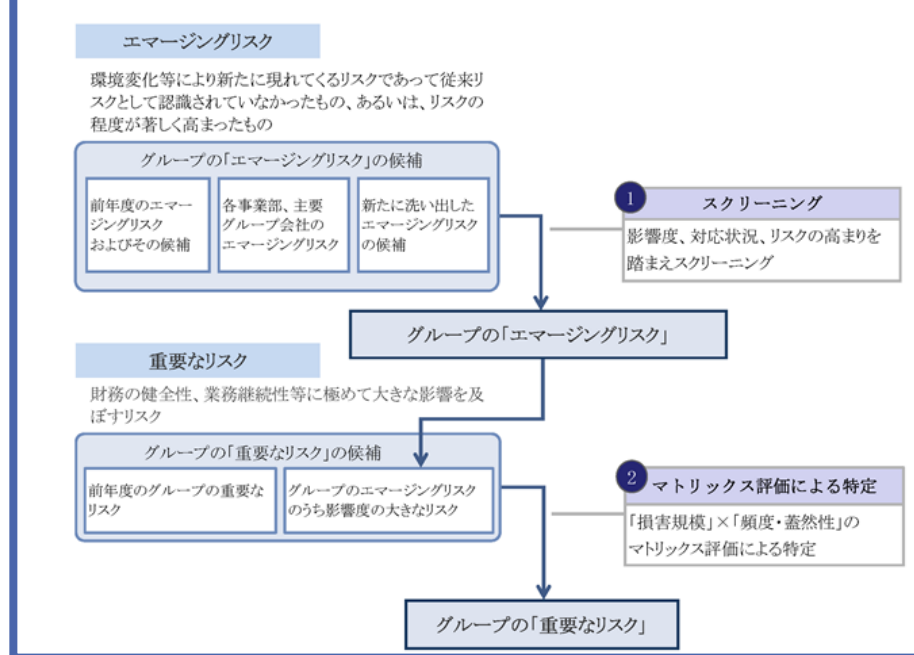 エマージングリスク
環境変化等により新たに現れてくるリスクであって従来リ
スクとして認識されていなかったもの、あるいは、リスクの
程度が著しく高まったもの
グループの「エマージングリスク」の候補
前年度のエマー
ジングリスク
およびその候補
各事業部、主要
グループ会社の
エマージングリスク
新たに洗い出した
エマージングリスク
の候補
1
スクリーニング
影響度、対応状況、リスクの高まりを
踏まえスクリーニング
グループの「エマージングリスク」
重要なリスク
財務の健全性、業務継続性等に極めて大きな影響を及
ぼすリスク
グループの「重要なリスク」の候補
前年度のグループの重要な
リスク
グループのエマージングリスク
のうち影響度の大きなリスク
2
マトリックス評価による特定
「損害規模」×「頻度・蓋然性」の
マトリックス評価による特定
グループの「重要なリスク」